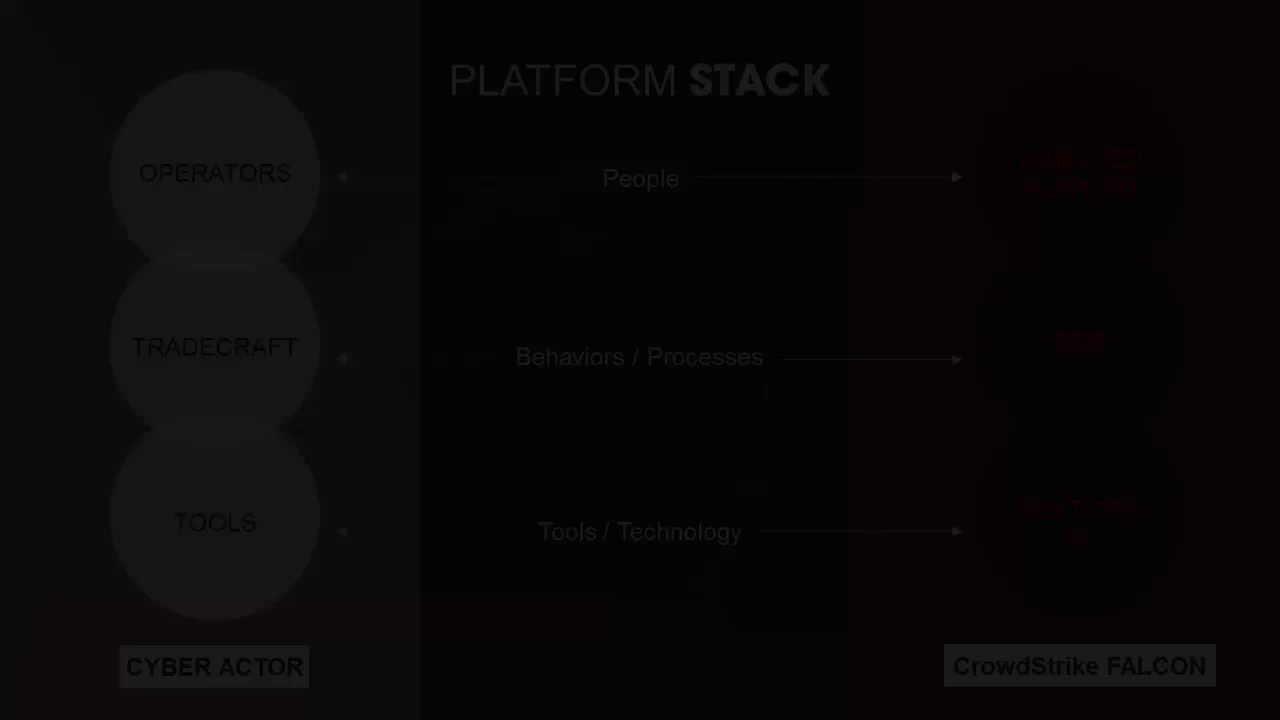 PLATFORM STACK
OPERATORS
People
TRADECRAFT
Behaviors / Processes
TOOLS
Tools / Technology
CYBER ACTOR
CrowdStrike FALCON